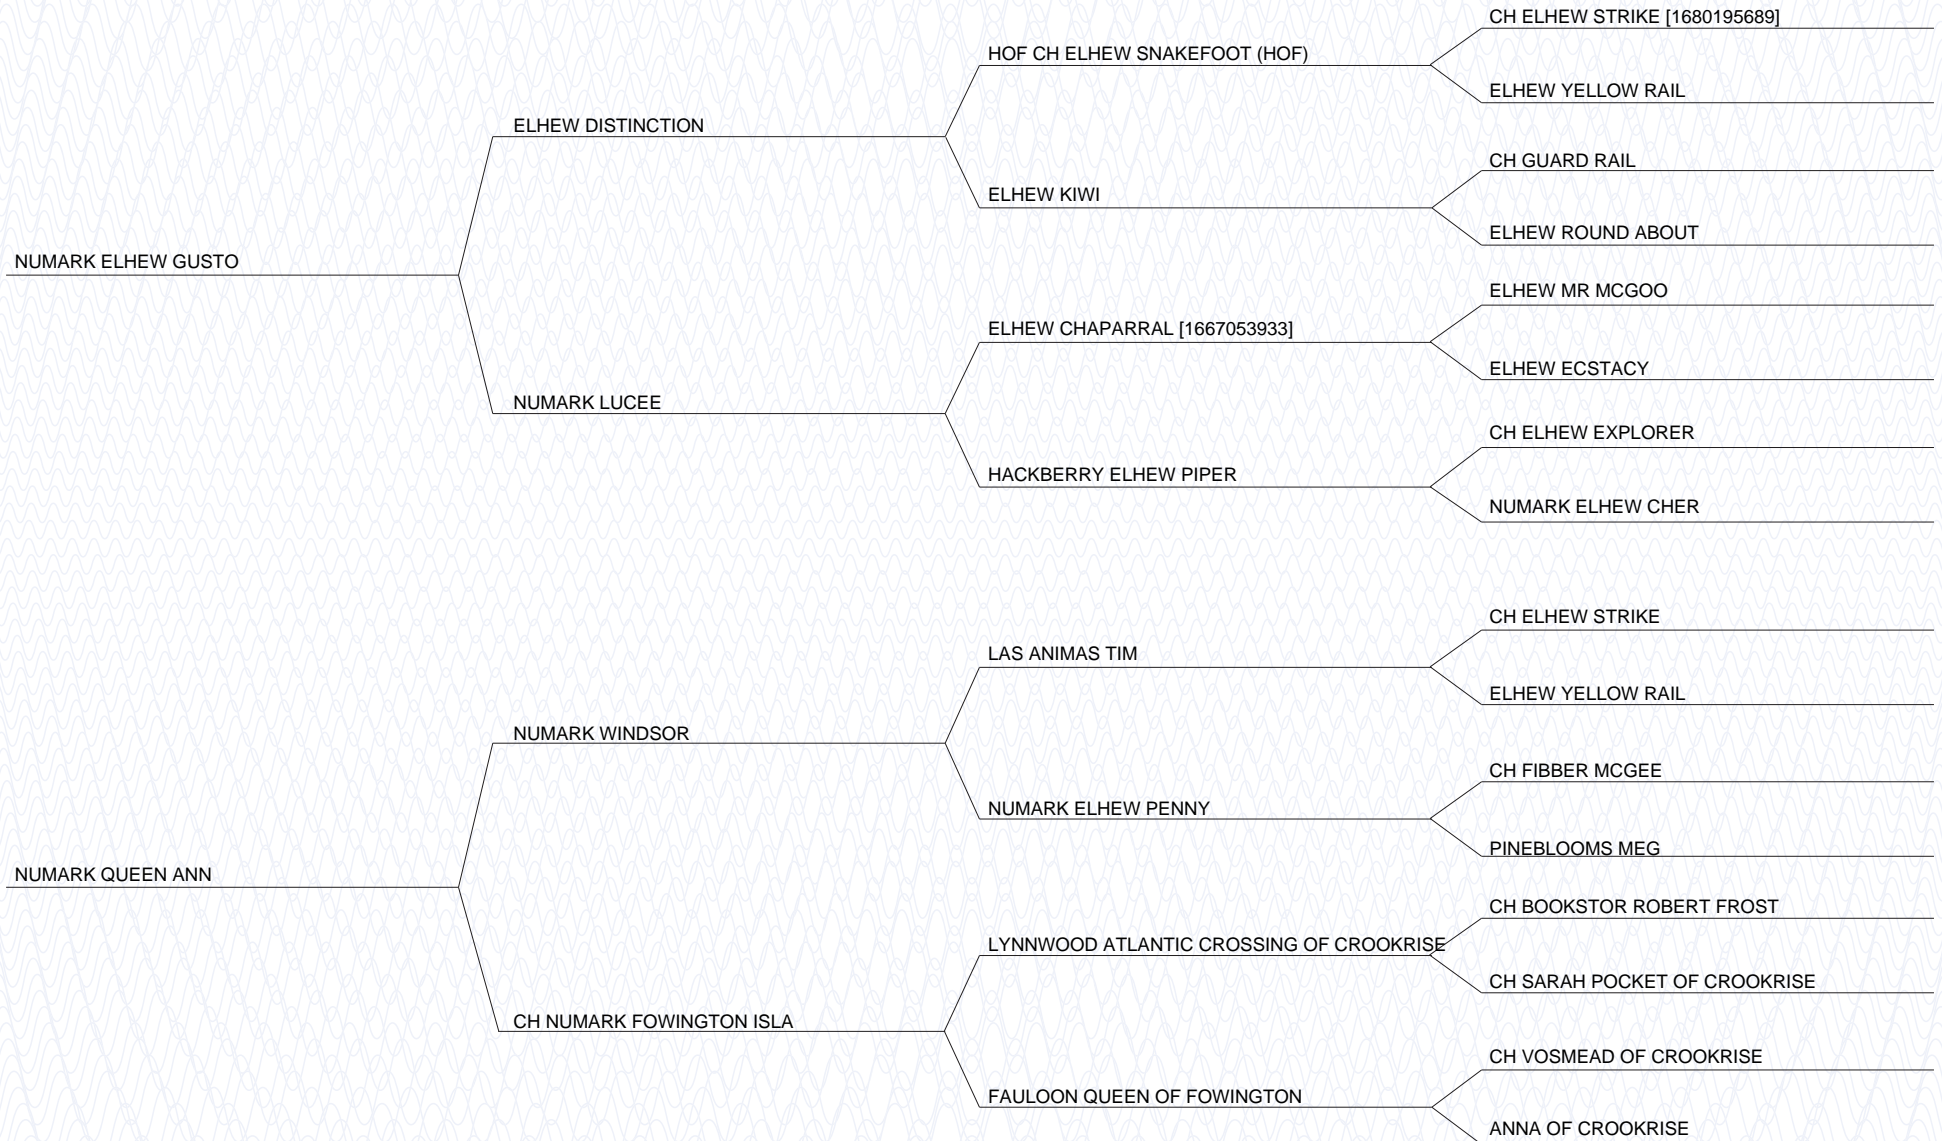 CH ELHEW STRIKE [1680195689]
HOF CH ELHEW SNAKEFOOT (HOF)
ELHEW YELLOW RAIL
ELHEW DISTINCTION
CH GUARD RAIL
ELHEW KIWI
ELHEW ROUND ABOUT
NUMARK ELHEW GUSTO
ELHEW MR MCGOO
ELHEW CHAPARRAL [1667053933]
ELHEW ECSTACY
NUMARK LUCEE
CH ELHEW EXPLORER
HACKBERRY ELHEW PIPER
NUMARK ELHEW CHER
CH ELHEW STRIKE
LAS ANIMAS TIM
ELHEW YELLOW RAIL
NUMARK WINDSOR
CH FIBBER MCGEE
NUMARK ELHEW PENNY
PINEBLOOMS MEG
NUMARK QUEEN ANN
CH BOOKSTOR ROBERT FROST
LYNNWOOD ATLANTIC CROSSING OF CROOKRISE
CH SARAH POCKET OF CROOKRISE
CH NUMARK FOWINGTON ISLA
CH VOSMEAD OF CROOKRISE
FAULOON QUEEN OF FOWINGTON
ANNA OF CROOKRISE